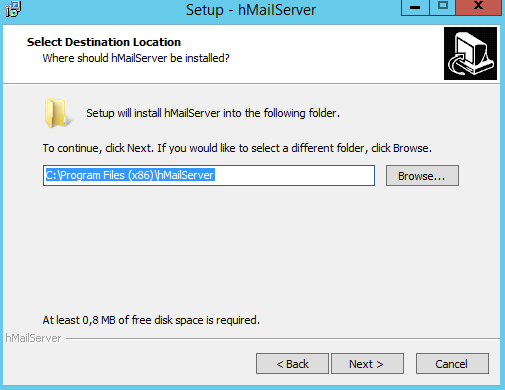 Setup - hMailServer
Select Destination Location
Where should hMailServer be installed?
Setup will install hMailServer into the following folder.
To continue, click Next. If you would like to select a different folder, click Browse.
C:\Program Files (x86)\hMailServer
Browse...
At least 0,8 MB of free disk space is required.
hMailServer
< Back
Next >
Cancel